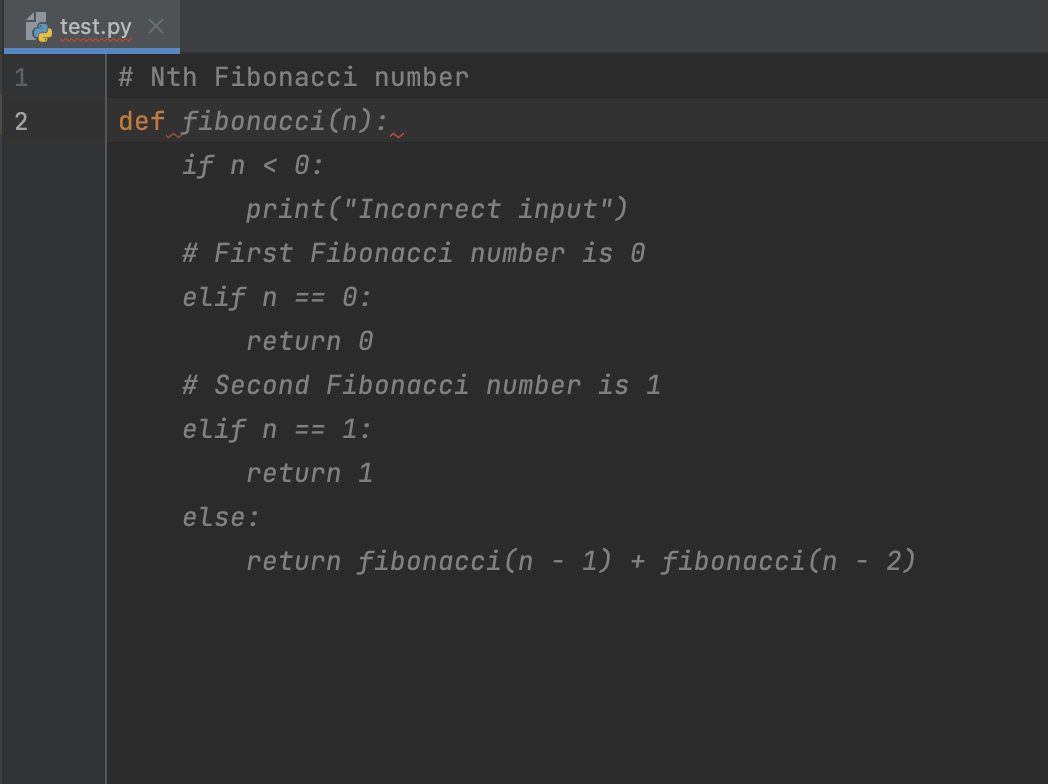 test.py
1 # Nth Fibonacci number
2 def fibonacci(n):
    if n < 0:
        print("Incorrect input")
    # First Fibonacci number is 0
    elif n == 0:
        return 0
    # Second Fibonacci number is 1
    elif n == 1:
        return 1
    else:
        return fibonacci(n - 1) + fibonacci(n - 2)